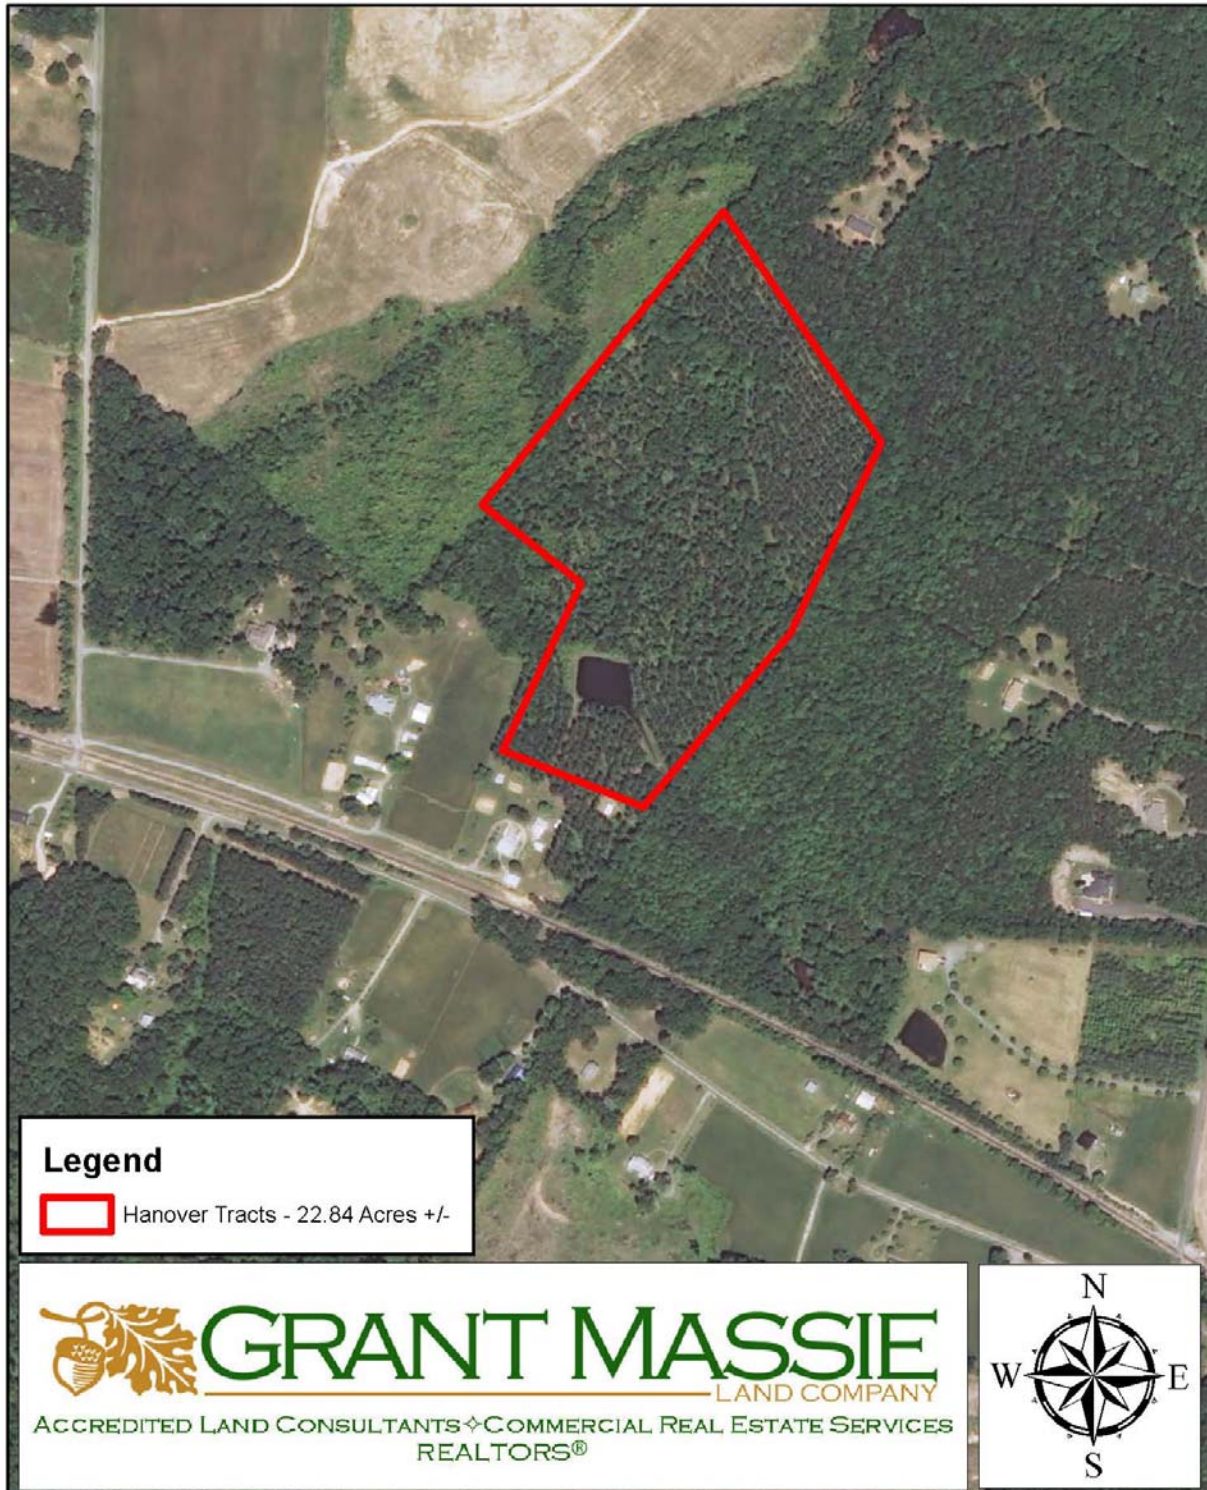 Legend
Hanover Tracts - 22.84 Acres +/-
GRANT MASSIE
LAND COMPANY
ACCREDITED LAND CONSULTANTS✧COMMERCIAL REAL ESTATE SERVICES
REALTORS®
N
W E
S